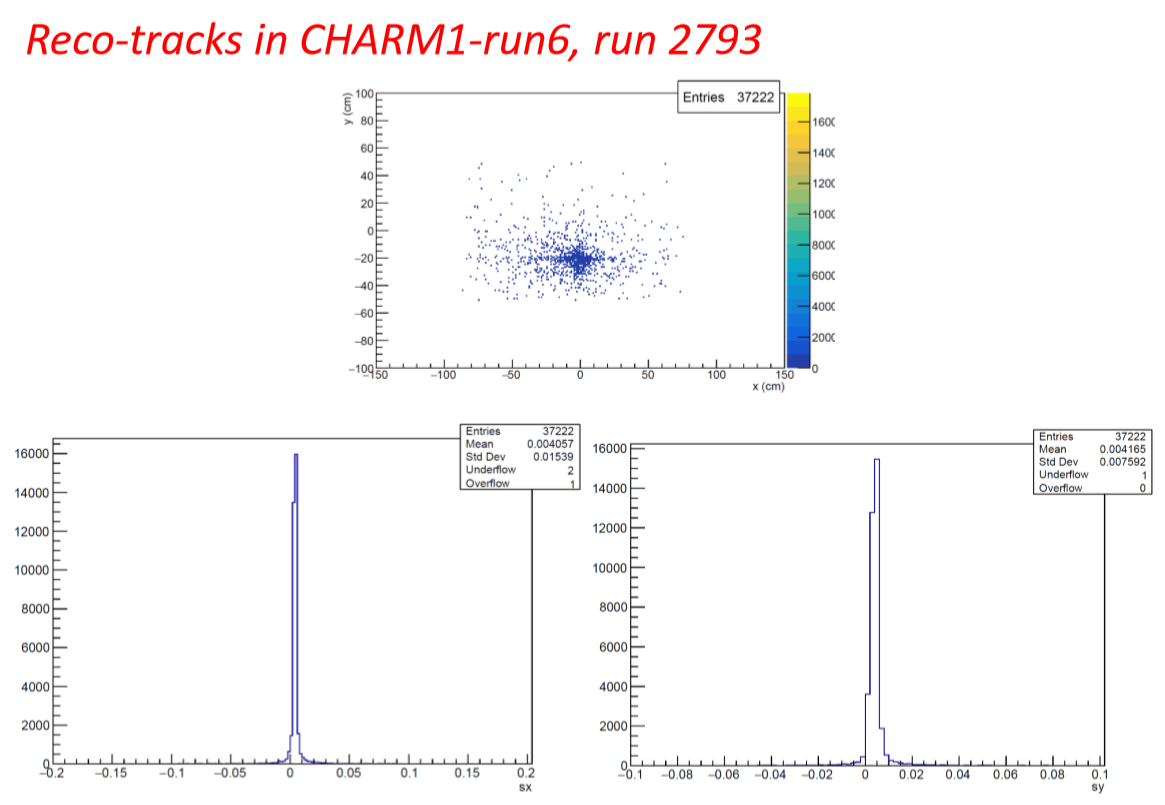 Reco-tracks in CHARM1-run6, run 2793
Entries 37222
y (cm)
100
80
60
40
20
0
−20
−40
−60
−80
−100
−150 −100 −50 0 50 100 150
x (cm)
1600
1400
1200
1000
8000
6000
4000
2000
0
Entries 37222
Mean 0.004057
Std Dev 0.01539
Underflow 2
Overflow 1
16000
14000
12000
10000
8000
6000
4000
2000
0
−0.2 −0.15 −0.1 −0.05 0 0.05 0.1 0.15 0.2
sx
Entries 37222
Mean 0.004165
Std Dev 0.007592
Underflow 1
Overflow 0
16000
14000
12000
10000
8000
6000
4000
2000
0
−0.1 −0.08 −0.06 −0.04 −0.02 0 0.02 0.04 0.06 0.08 0.1
sy